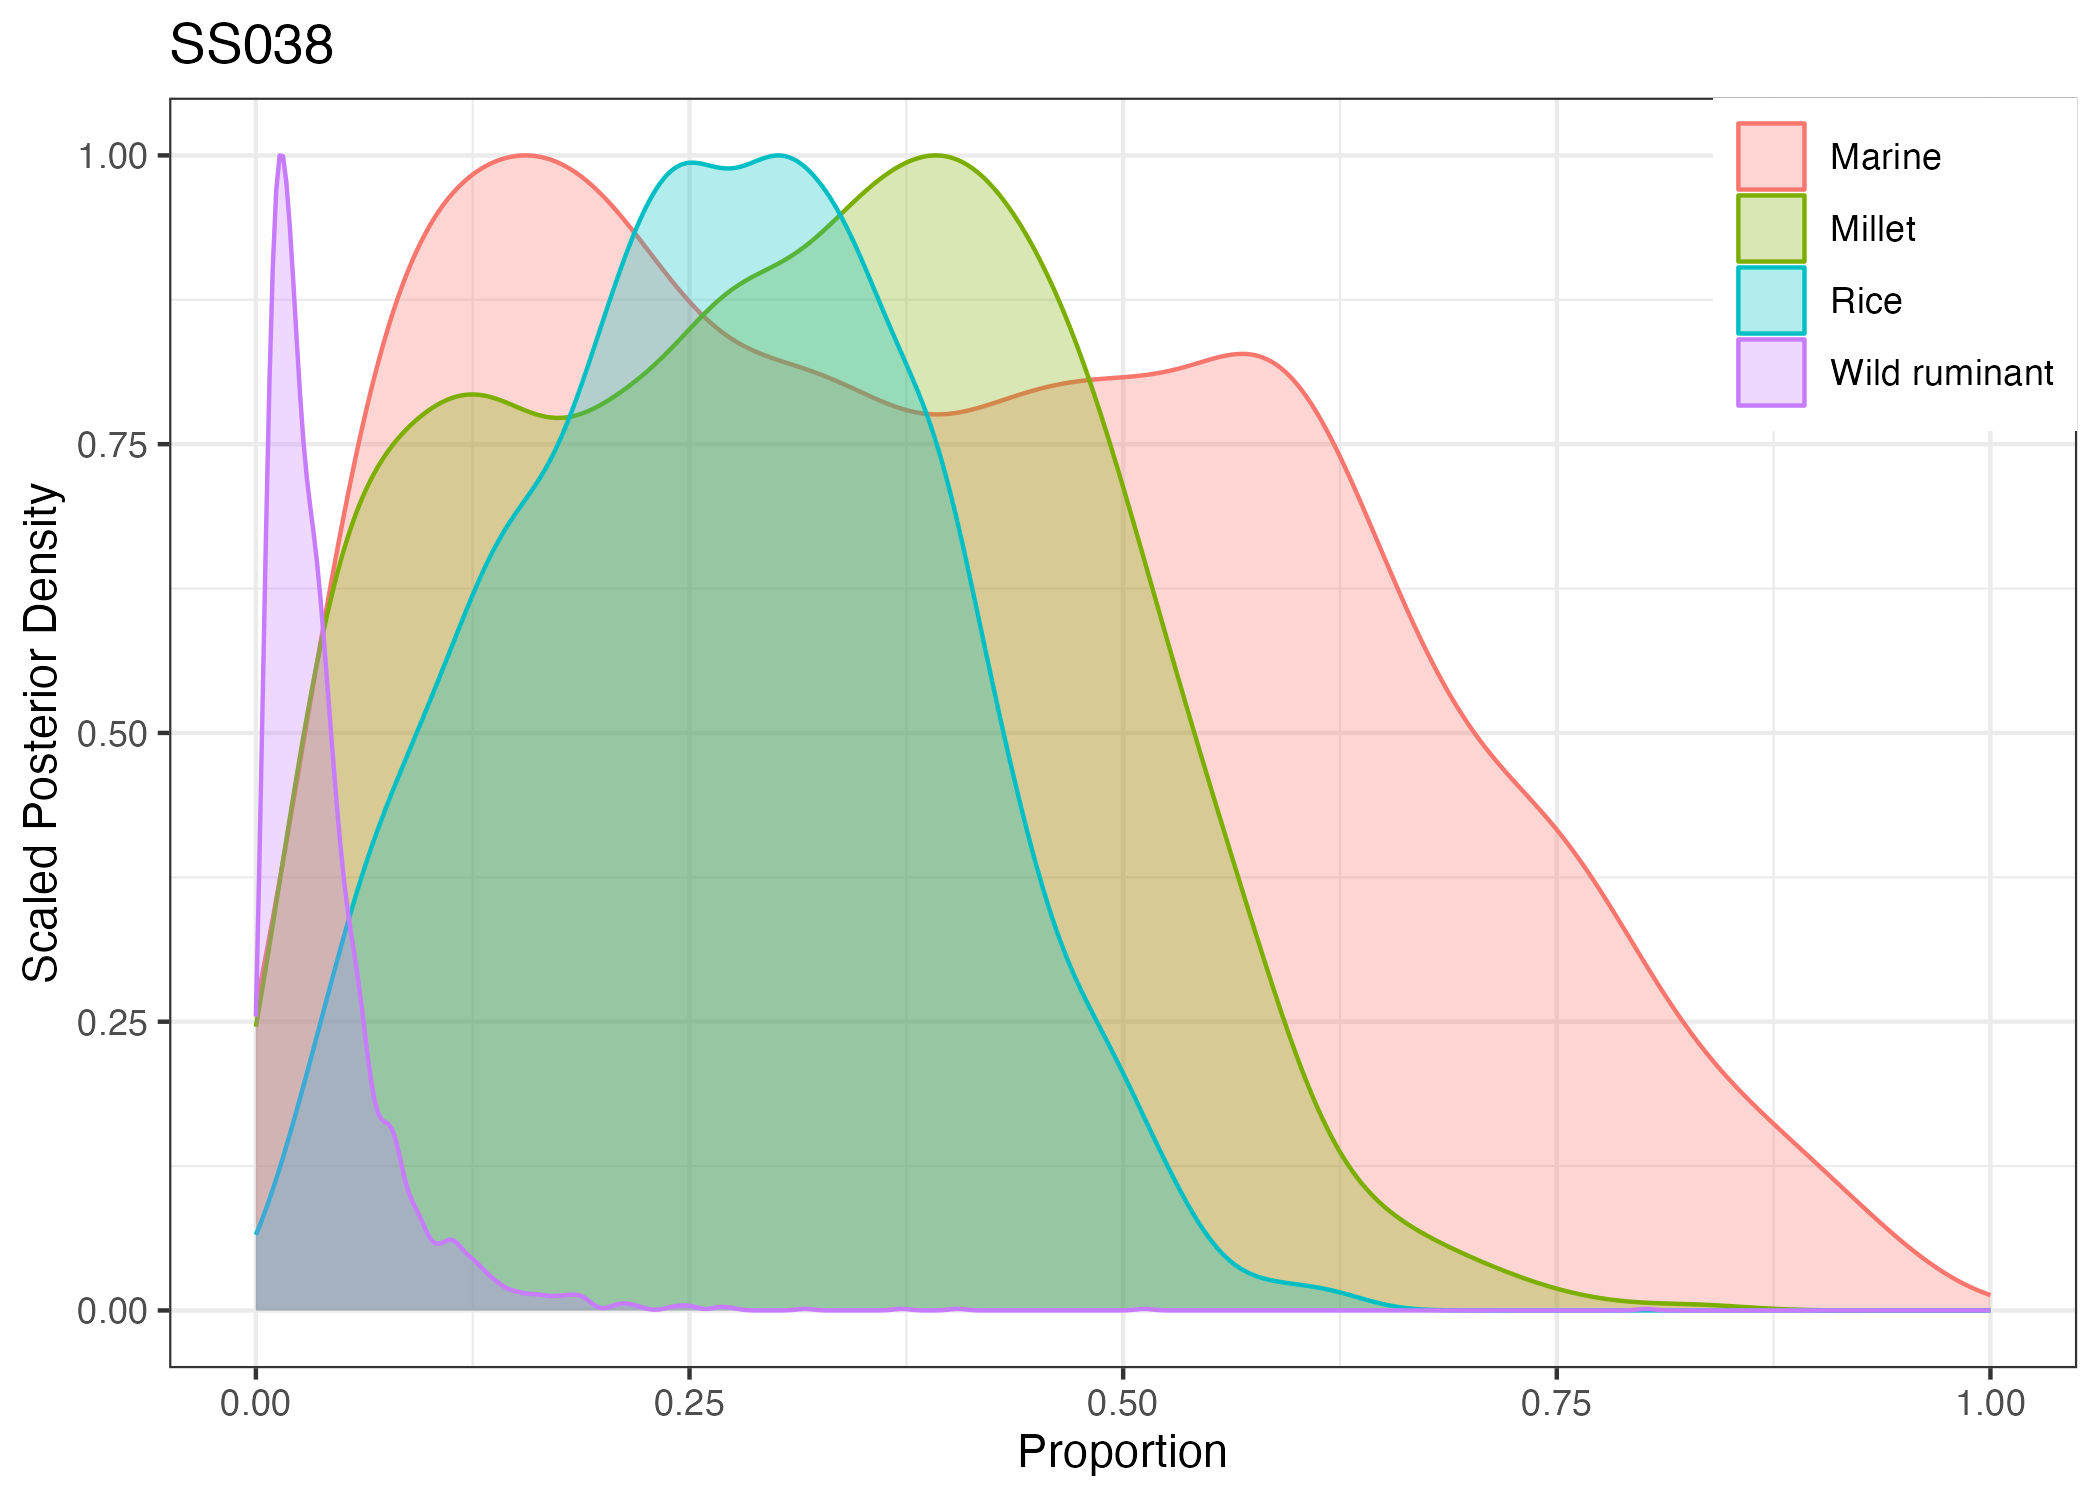 SS038
Marine
Millet
Rice
Wild ruminant
Scaled Posterior Density
1.00
0.75
0.50
0.25
0.00
0.00
0.25
0.50
0.75
1.00
Proportion